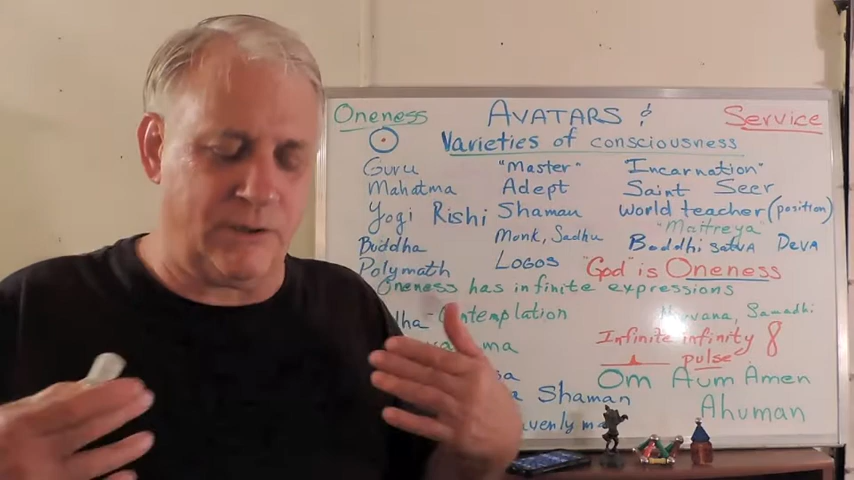 Oneness AVATARS & Service
Varieties of consciousness
Guru "Master" Incarnation"
Mahatma Adept Saint Seer
Yogi Rishi Shaman World Teacher (position)
"Maitreya"
Buddha Monk, Sadhu Boddhi satva Deva
Polymath Logos "God" is Oneness
Oneness has infinite expressions
Contemplation Nirvana, Samadhi
Infinite infinity 8
pulse
Om Aum Amen
Shaman
Ahuman